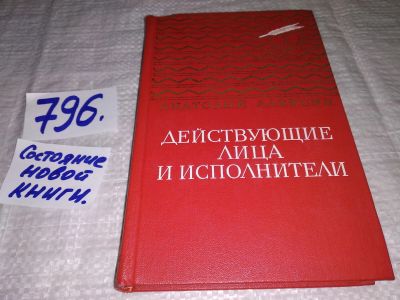 796.
Состояние
новой
книги.
АНАТОЛИЙ АЛЕКСИН
ДЕЙСТВУЮЩИЕ
ЛИЦА
И ИСПОЛНИТЕЛИ